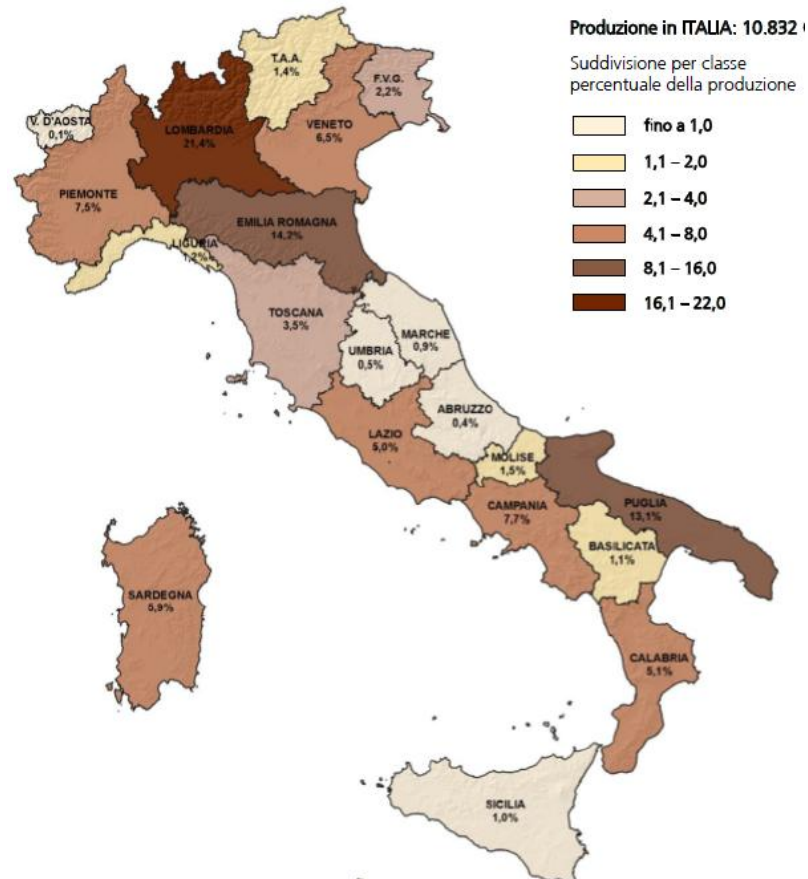 Produzione in ITALIA: 10.832
Suddivisione per classe
percentuale della produzione
fino a 1,0
1,1 – 2,0
2,1 – 4,0
4,1 – 8,0
8,1 – 16,0
16,1 – 22,0
T.A.A.
1,4%
F.V.G.
2,2%
V. D'AOSTA
0,1%
LOMBARDIA
21,4%
VENETO
6,5%
PIEMONTE
7,5%
EMILIA ROMAGNA
14,2%
LIGURIA
1,2%
TOSCANA
3,5%
MARCHE
0,9%
UMBRIA
0,5%
ABRUZZO
0,4%
LAZIO
5,0%
MOLISE
1,5%
CAMPANIA
7,7%
PUGLIA
13,1%
BASILICATA
1,1%
SARDEGNA
5,9%
CALABRIA
5,1%
SICILIA
1,0%